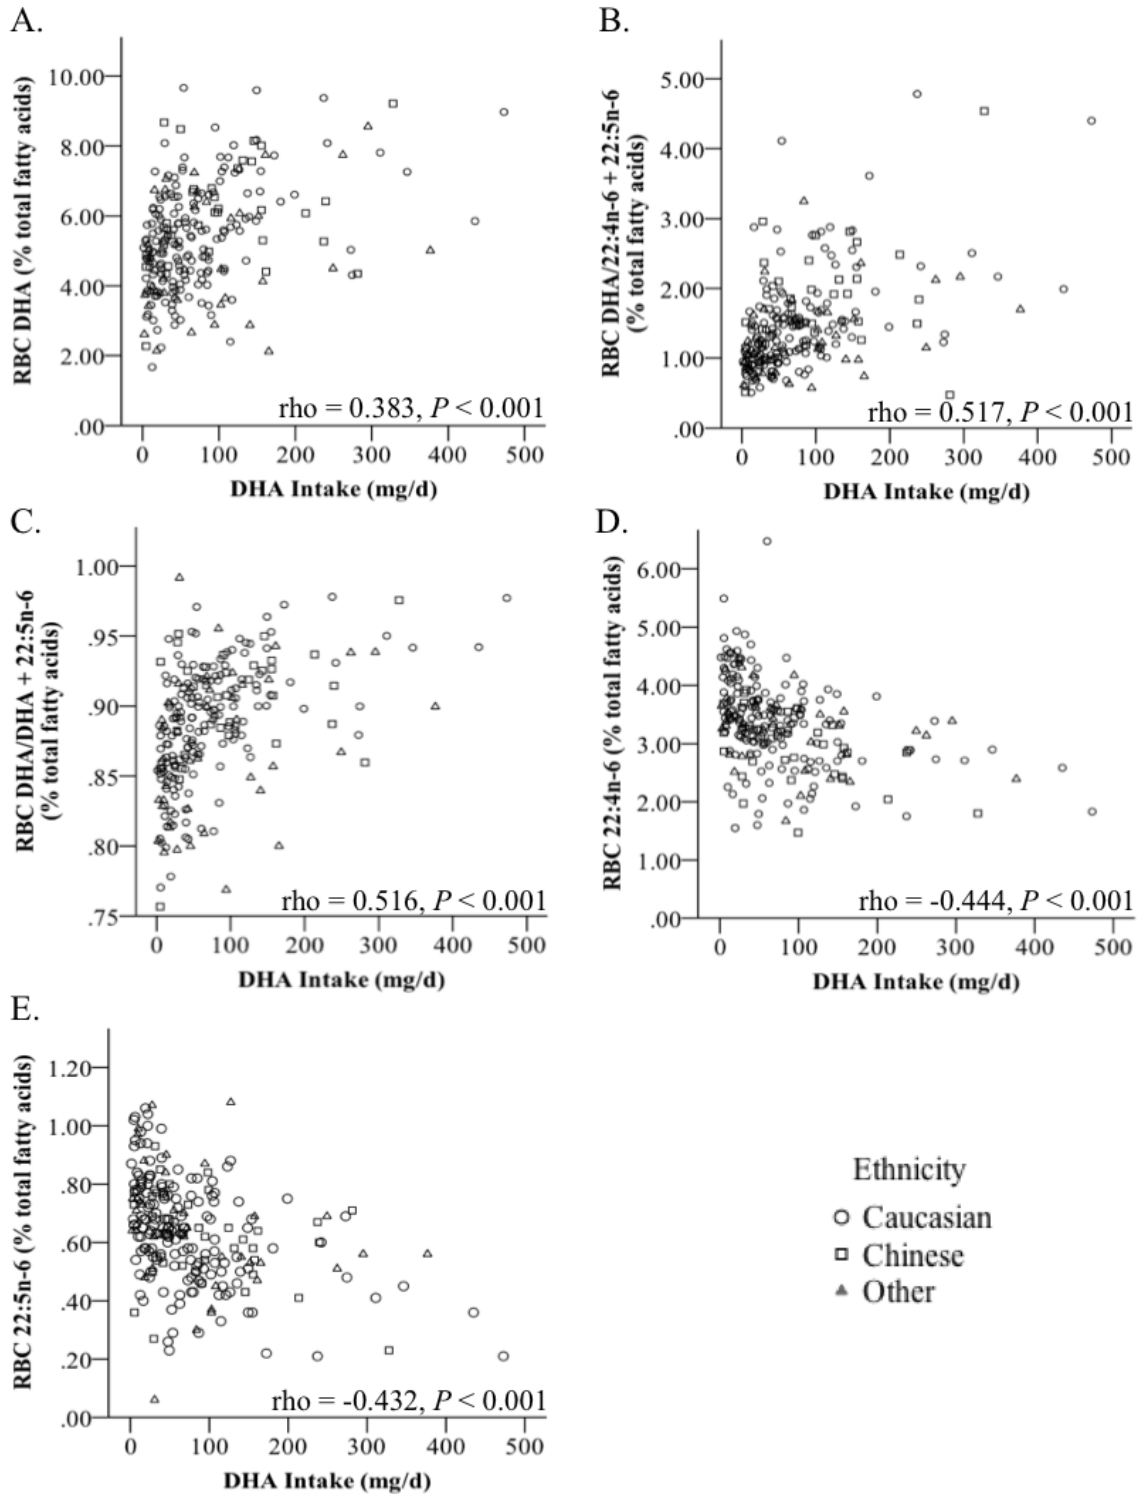 A.
RBC DHA (% total fatty acids)
10.00
8.00
6.00
4.00
2.00
.00
rho = 0.383, P < 0.001
0 100 200 300 400 500
DHA Intake (mg/d)
B.
RBC DHA/22:4n-6 + 22:5n-6
(% total fatty acids)
5.00
4.00
3.00
2.00
1.00
.00
rho = 0.517, P < 0.001
0 100 200 300 400 500
DHA Intake (mg/d)
C.
RBC DHA/DHA + 22:5n-6
(% total fatty acids)
1.00
.95
.90
.85
.80
.75
rho = 0.516, P < 0.001
0 100 200 300 400 500
DHA Intake (mg/d)
D.
RBC 22:4n-6 (% total fatty acids)
6.00
5.00
4.00
3.00
2.00
1.00
.00
rho = -0.444, P < 0.001
0 100 200 300 400 500
DHA Intake (mg/d)
E.
RBC 22:5n-6 (% total fatty acids)
1.20
1.00
.80
.60
.40
.20
.00
rho = -0.432, P < 0.001
0 100 200 300 400 500
DHA Intake (mg/d)
Ethnicity
Caucasian
Chinese
Other